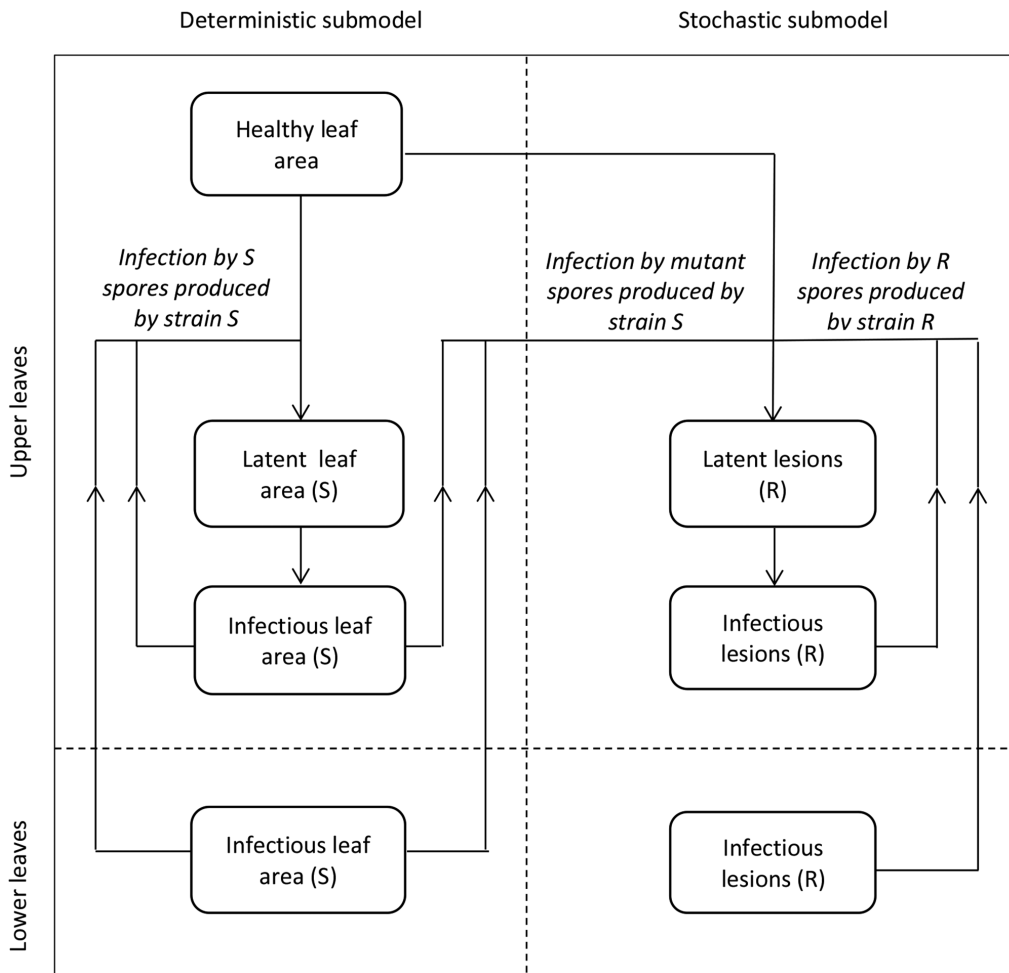 Deterministic submodel
Stochastic submodel
Healthy leaf
area
Infection by S
spores produced
by strain S
Infection by mutant
spores produced by
strain S
Infection by R
spores produced
bv strain R
Upper leaves
Latent leaf
area (S)
Latent lesions
(R)
Infectious leaf
area (S)
Infectious
lesions (R)
Lower leaves
Infectious leaf
area (S)
Infectious
lesions (R)